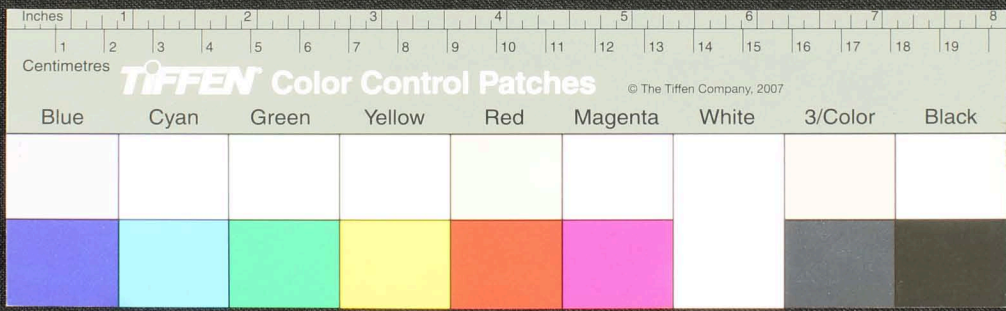 Inches 1 2 3 4 5 6 7 8
1 2 3 4 5 6 7 8 9 10 11 12 13 14 15 16 17 18 19
Centimetres
TIFFEN® Color Control Patches © The Tiffen Company, 2007
Blue Cyan Green Yellow Red Magenta White 3/Color Black